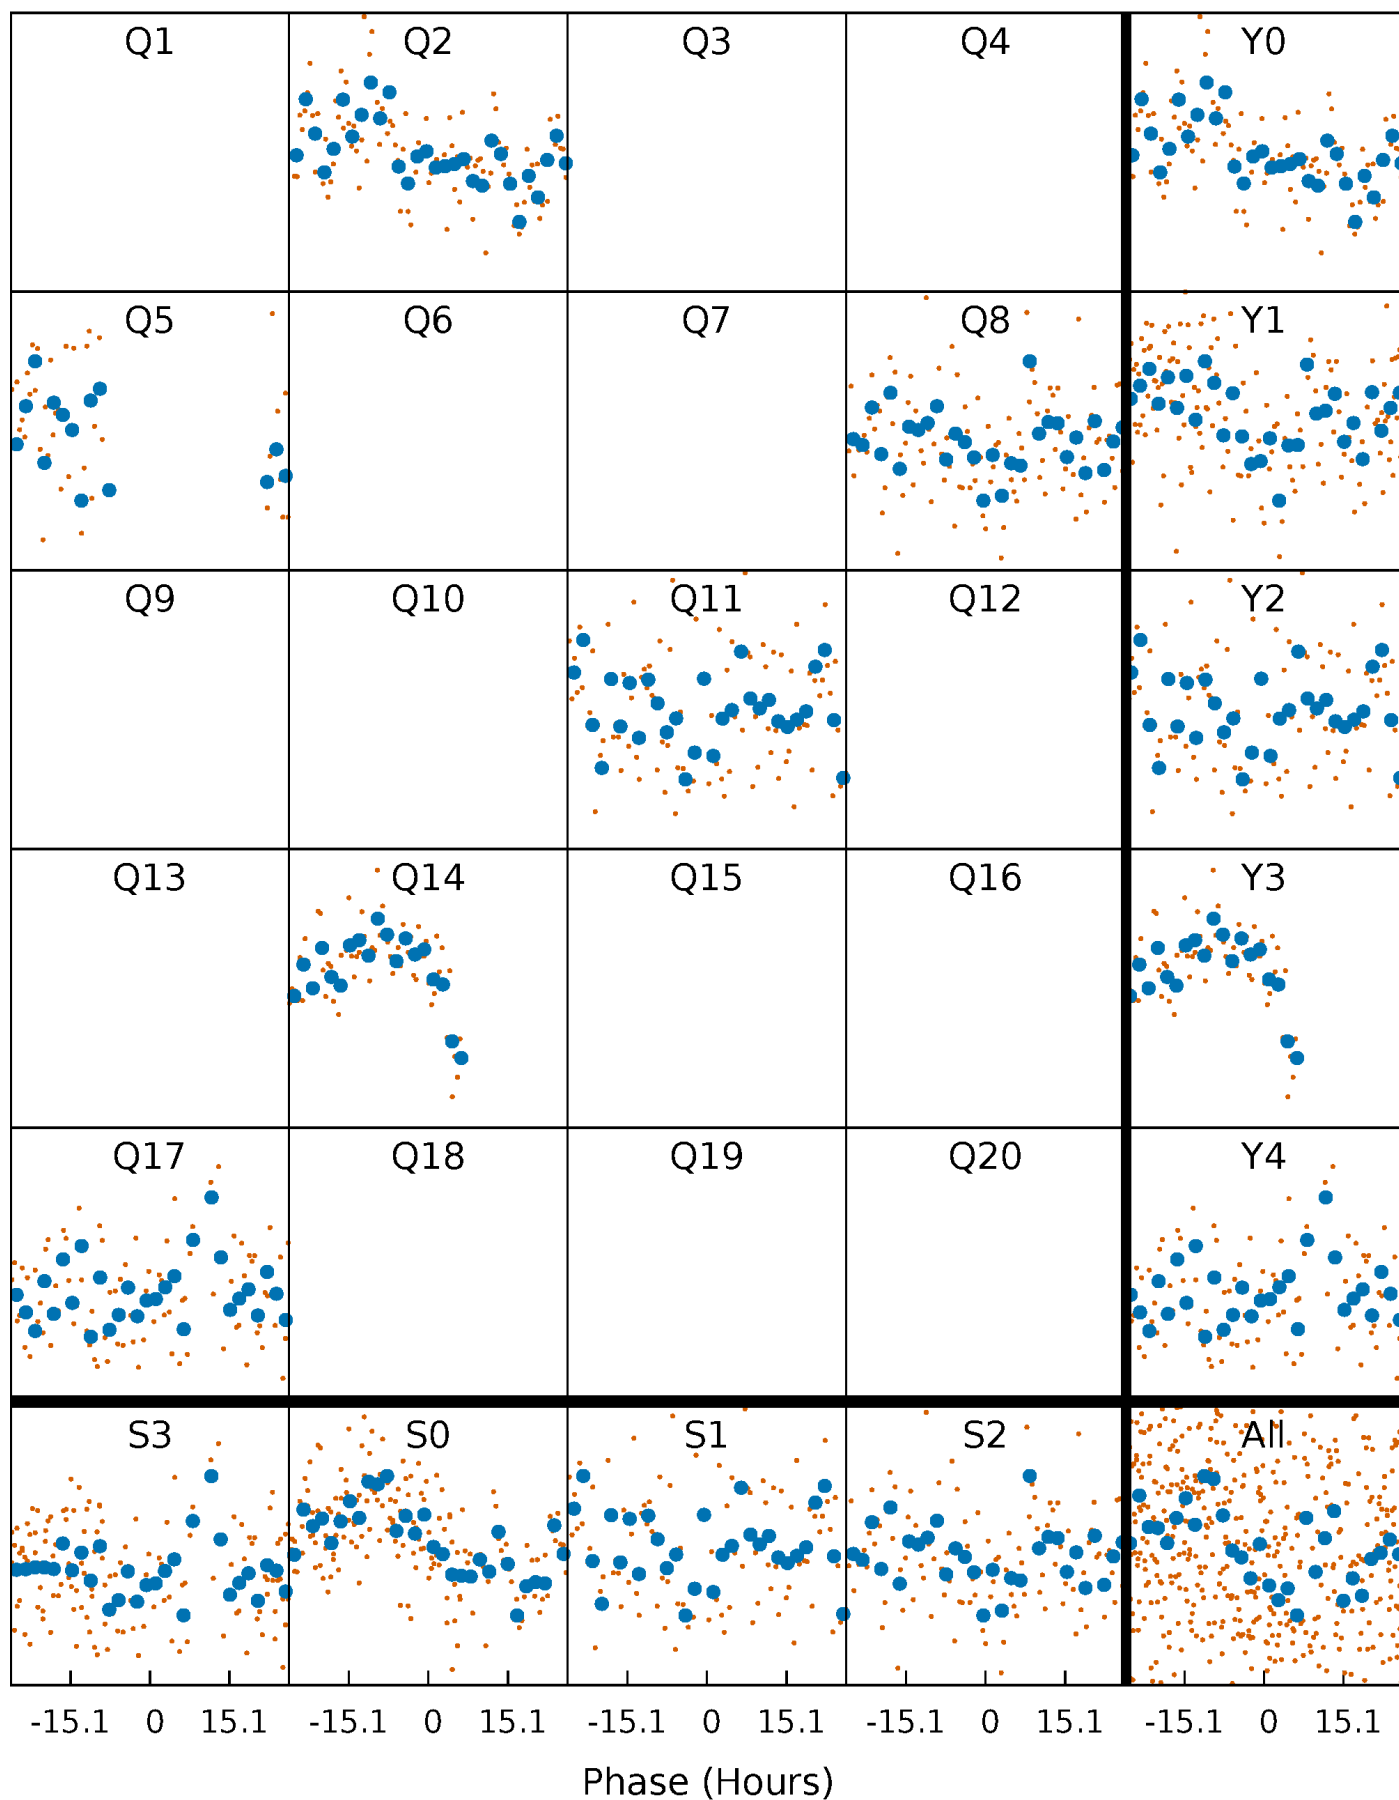 Q1 Q2 Q3 Q4 Y0
Q5 Q6 Q7 Q8 Y1
Q9 Q10 Q11 Q12 Y2
Q13 Q14 Q15 Q16 Y3
Q17 Q18 Q19 Q20 Y4
S3 S0 S1 S2 All
-15.1 0 15.1 -15.1 0 15.1 -15.1 0 15.1 -15.1 0 15.1 -15.1 0 15.1
Phase (Hours)